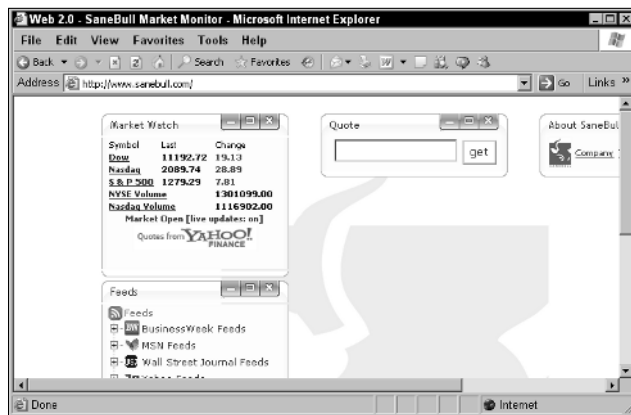 Web 2.0 - SaneBull Market Monitor - Microsoft Internet Explorer
File Edit View Favorites Tools Help
Back Search Favorites
Address http://www.sanebull.com/ Go Links »
Market Watch
Symbol Last Change
Dow 11192.72 19.13
Nasdaq 2089.74 28.89
S & P 500 1279.29 7.81
NYSE Volume 1301099.00
Nasdaq Volume 1116902.00
Market Open [live updates: on]
Quotes from YAHOO! FINANCE
Quote
get
About SaneBul
Company
Feeds
Feeds
BusinessWeek Feeds
MSN Feeds
WSJ Wall Street Journal Feeds
Yahoo Feeds
Done Internet